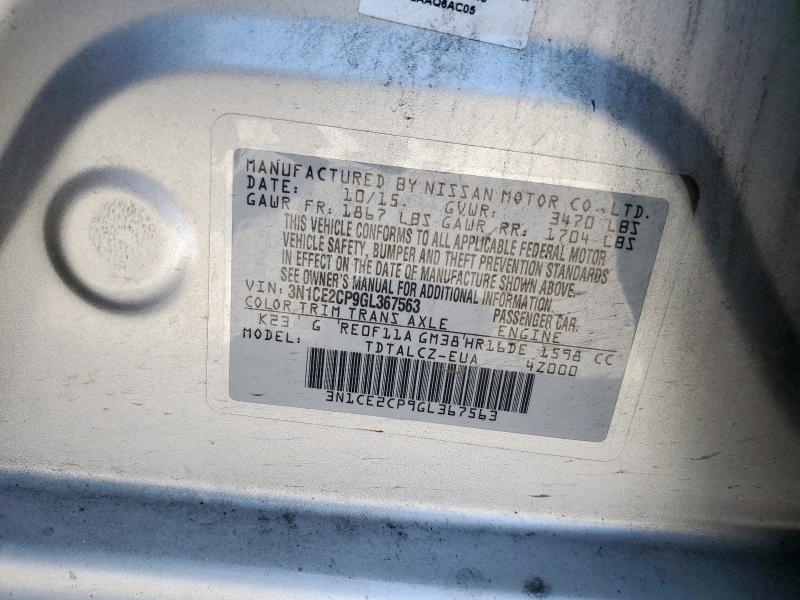 AAQ6AC05
MANUFACTURED BY NISSAN MOTOR CO.,LTD.
DATE: 10/15. GVWR: 3470 LBS
GAWR FR: 1867 LBS GAWR RR: 1704 LBS
THIS VEHICLE CONFORMS TO ALL APPLICABLE FEDERAL MOTOR
VEHICLE SAFETY, BUMPER AND THEFT PREVENTION STANDARDS
IN EFFECT ON THE DATE OF MANUFACTURE SHOWN ABOVE.
SEE OWNER'S MANUAL FOR ADDITIONAL INFORMATION.
VIN: 3N1CE2CP9GL367563 PASSENGER CAR.
COLOR TRIM TRANS AXLE ENGINE
K23 G RE0F11A GM38 HR16DE 1598 CC
MODEL: TDTALCZ-EUA 4Z000
3N1CE2CP9GL367563